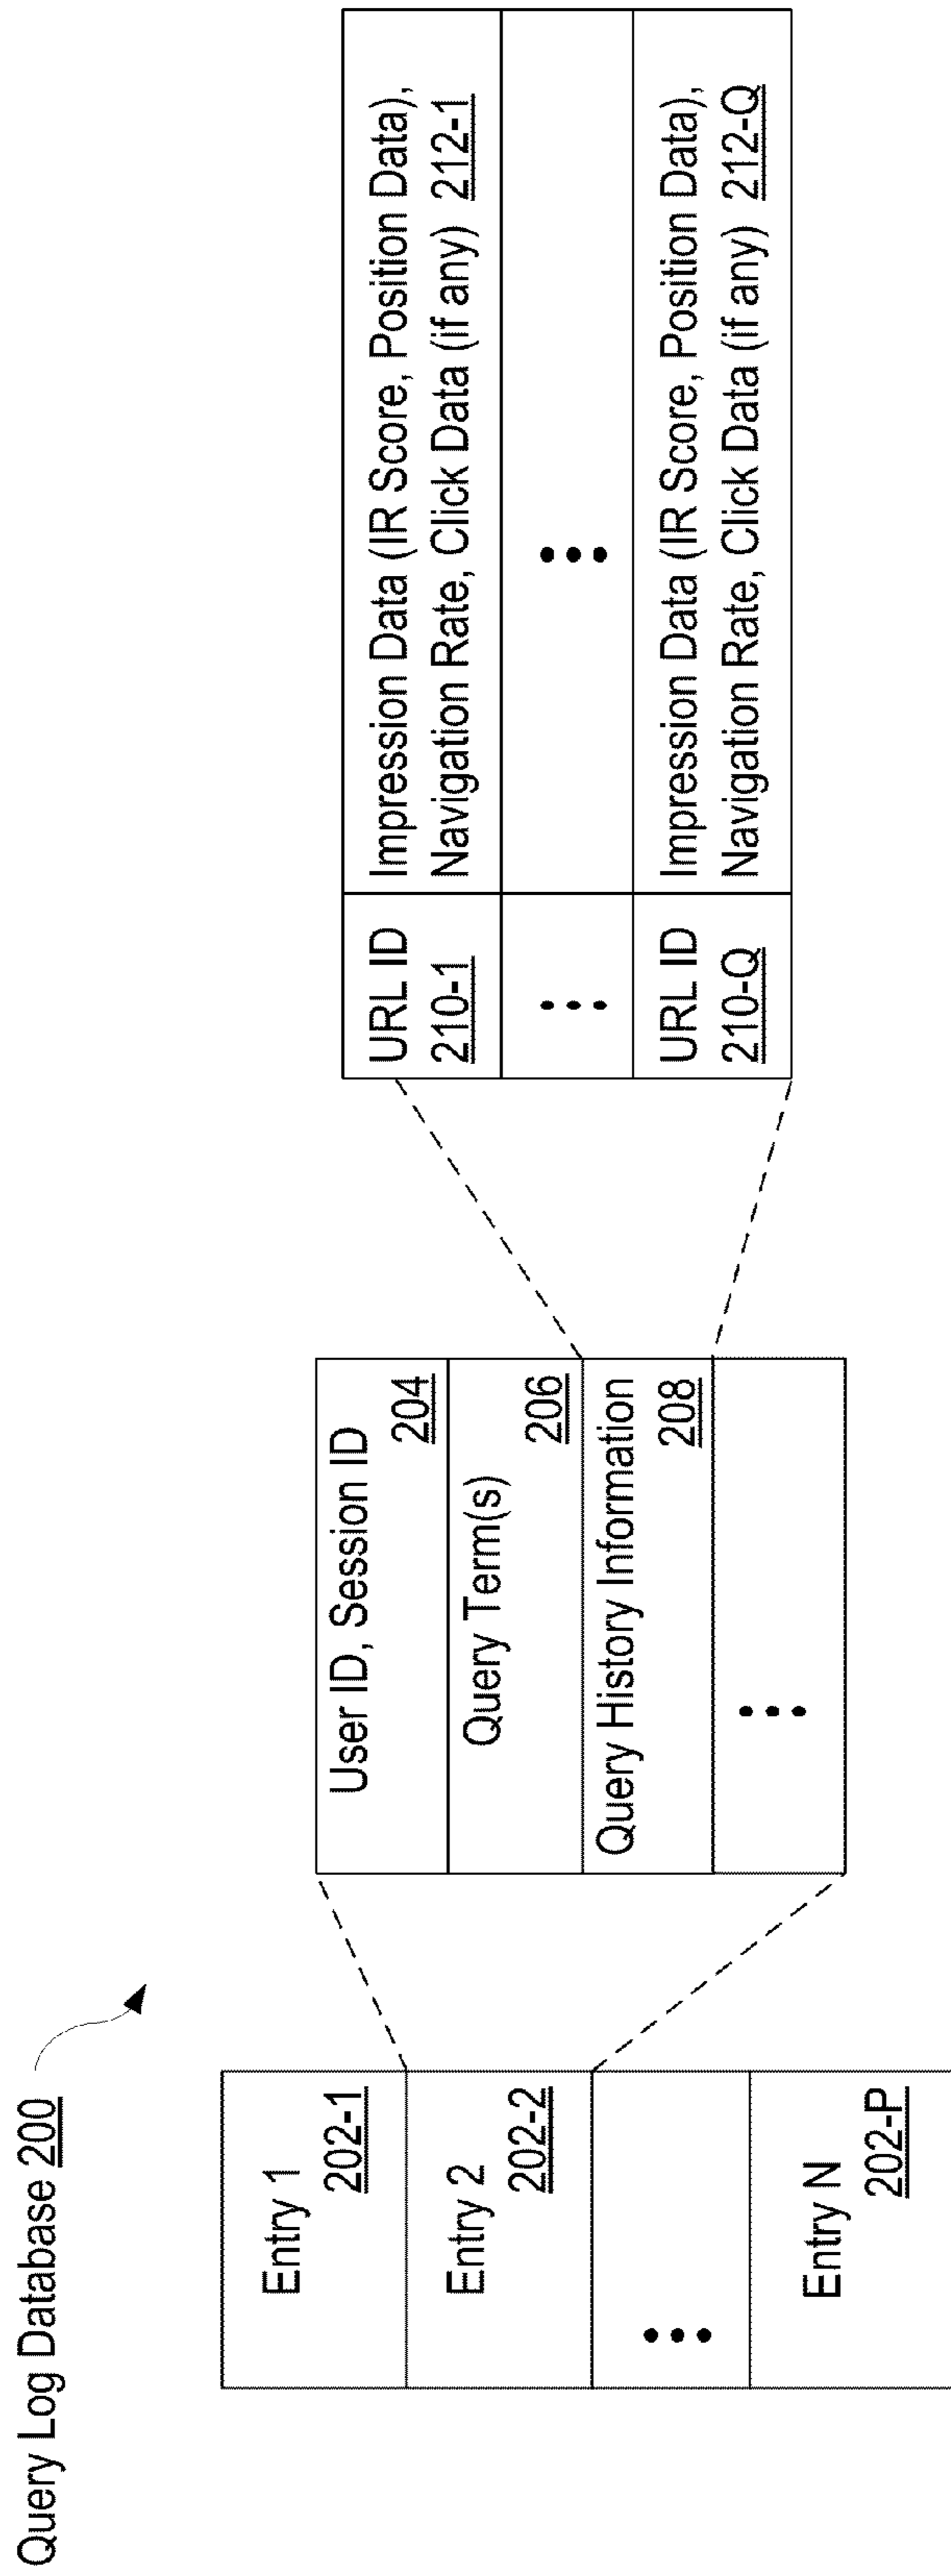 Query Log Database 200
Entry 1
202-1
Entry 2
202-2
Entry N
202-P
User ID, Session ID
204
Query Term(s)
206
Query History Information
208
URL ID
210-1
Impression Data (IR Score, Position Data),
Navigation Rate, Click Data (if any) 212-1
URL ID
210-Q
Impression Data (IR Score, Position Data),
Navigation Rate, Click Data (if any) 212-Q